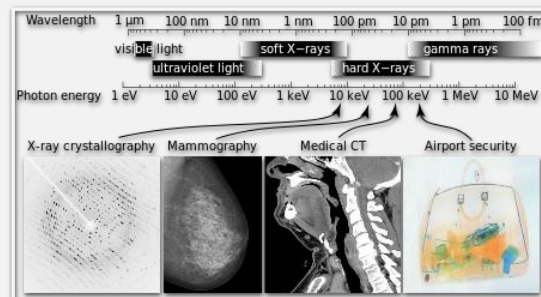 Wavelength 1 μm 100 nm 10 nm 1 nm 100 pm 10 pm 1 pm 100 fm
visible light soft X−rays gamma rays
ultraviolet light hard X−rays
Photon energy 1 eV 10 eV 100 eV 1 keV 10 keV 100 keV 1 MeV 10 MeV
X-ray crystallography Mammography Medical CT Airport security